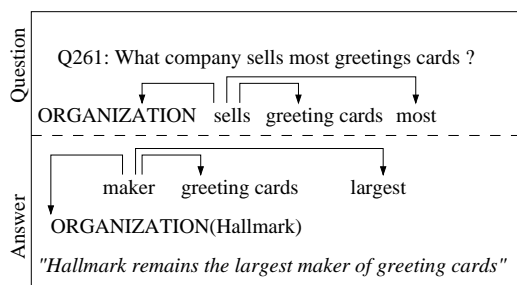 Question
Q261: What company sells most greetings cards ?
ORGANIZATION sells greeting cards most
Answer
maker greeting cards largest
ORGANIZATION(Hallmark)
"Hallmark remains the largest maker of greeting cards"